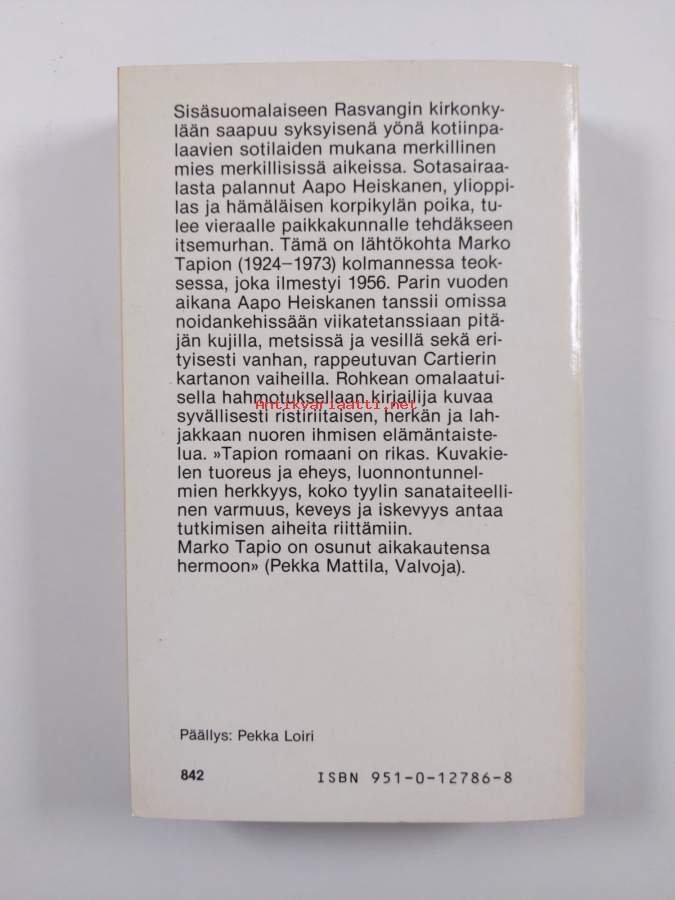 Sisäsuomalaiseen Rasvangin kirkonky-
lään saapuu syksyisenä yönä kotiinpa-
laavien sotilaiden mukana merkillinen
mies merkillisissä aikeissa. Sotasairaa-
lasta palannut Aapo Heiskanen, ylioppi-
las ja hämäläisen korpikylän poika, tu-
lee vieraalle paikkakunnalle tehdäkseen
itsemurhan. Tämä on lähtökohta Marko
Tapion (1924–1973) kolmannessa teok-
sessa, joka ilmestyi 1956. Parin vuoden
aikana Aapo Heiskanen tanssii omissa
noidankehissään viikatetanssiaan pitä-
jän kujilla, metsissä ja vesillä sekä eri-
tyisesti vanhan, rappeutuvan Cartierin
kartanon vaiheilla. Rohkean omalaatui-
sella hahmotuksellaan kirjailija kuvaa
Antikvariaatti.net
syvällisesti ristiriitaisen, herkän ja lah-
jakkaan nuoren ihmisen elämäntaiste-
lua. »Tapion romaani on rikas. Kuvakie-
len tuoreus ja eheys, luonnontunnel-
mien herkkyys, koko tyylin sanataiteelli-
nen varmuus, keveys ja iskevyys antaa
tutkimisen aiheita riittämiin.
Marko Tapio on osunut aikakautensa
hermoon» (Pekka Mattila, Valvoja).
Päällys: Pekka Loiri
842 ISBN 951-0-12786-8